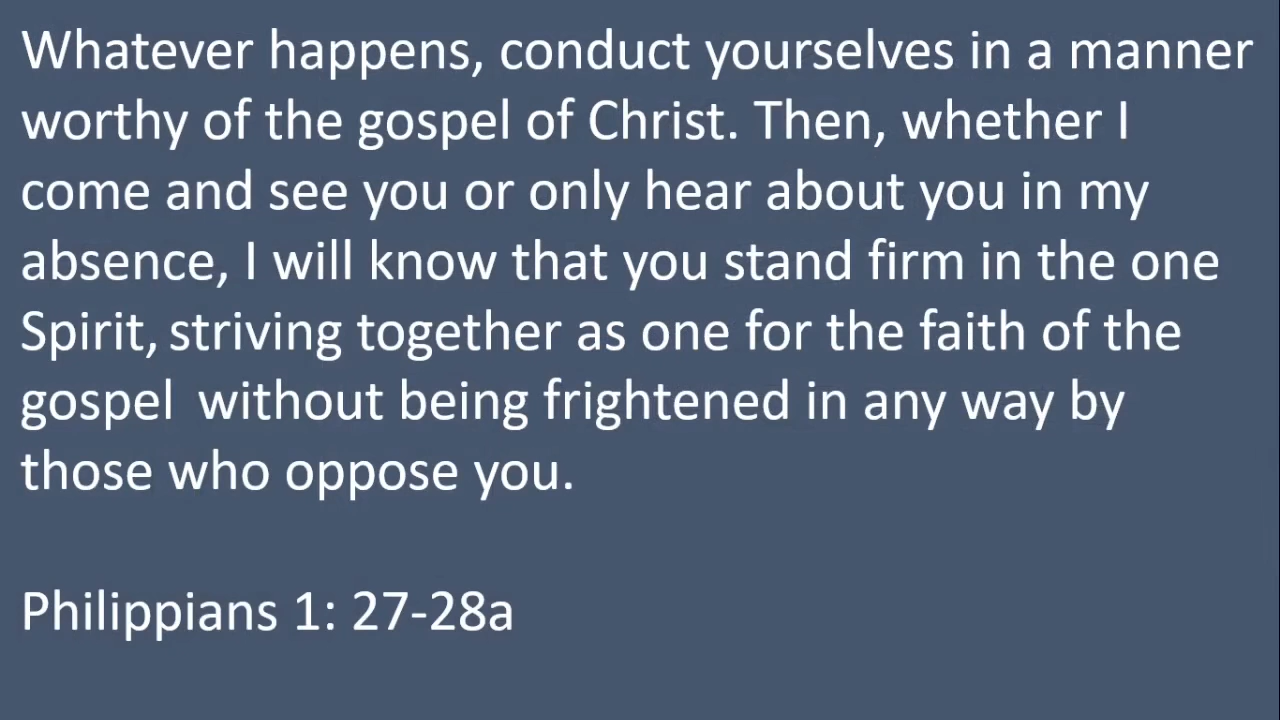 Whatever happens, conduct yourselves in a manner
worthy of the gospel of Christ. Then, whether I
come and see you or only hear about you in my
absence, I will know that you stand firm in the one
Spirit, striving together as one for the faith of the
gospel  without being frightened in any way by
those who oppose you.
Philippians 1: 27-28a